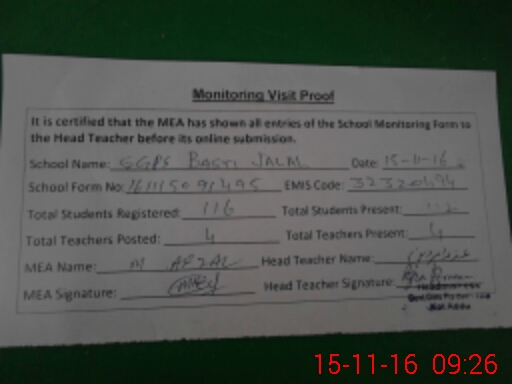 Monitoring Visit Proof
It is certified that the MEA has shown all entries of the School Monitoring Form to
the Head Teacher before its online submission.
School Name: SGPS BASTI JALAL Date: 15-11-16
School Form No: EMIS Code:
Total Students Registered: 116 Total Students Present: 112
Total Teachers Posted: 4 Total Teachers Present: 4
MEA Name: M AFZAL Head Teacher Name:
MEA Signature: Head Teacher Signature:
15-11-16 09:26